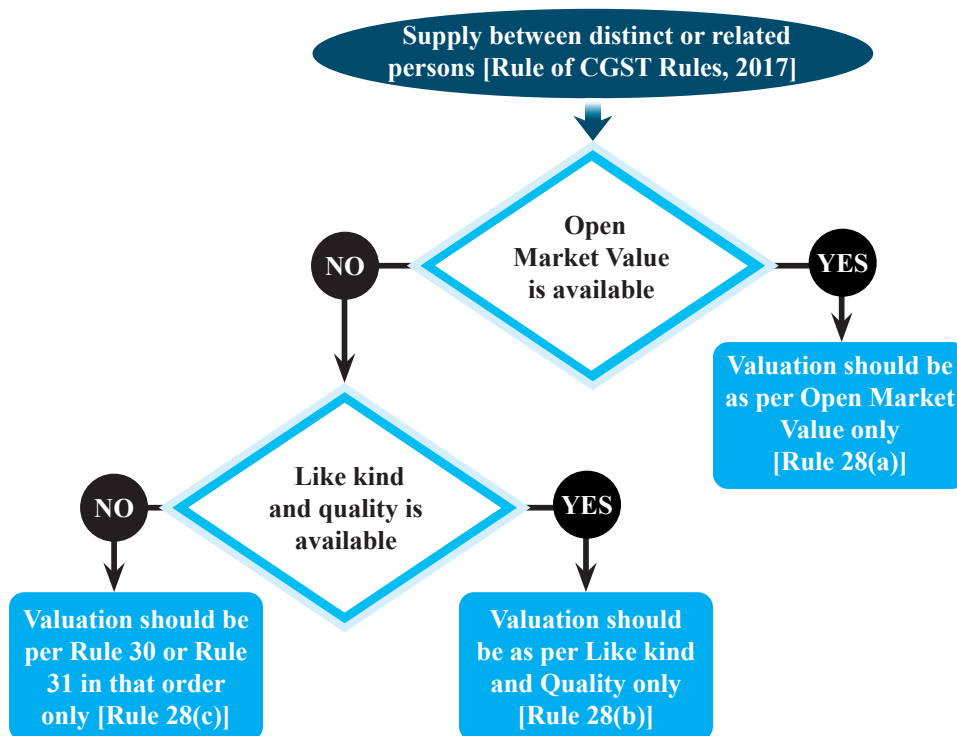 Supply between distinct or related
persons [Rule of CGST Rules, 2017]
Open
Market Value
is available
NO
YES
Valuation should be
as per Open Market
Value only
[Rule 28(a)]
Like kind
and quality is
available
NO
YES
Valuation should be
per Rule 30 or Rule
31 in that order
only [Rule 28(c)]
Valuation should
be as per Like kind
and Quality only
[Rule 28(b)]